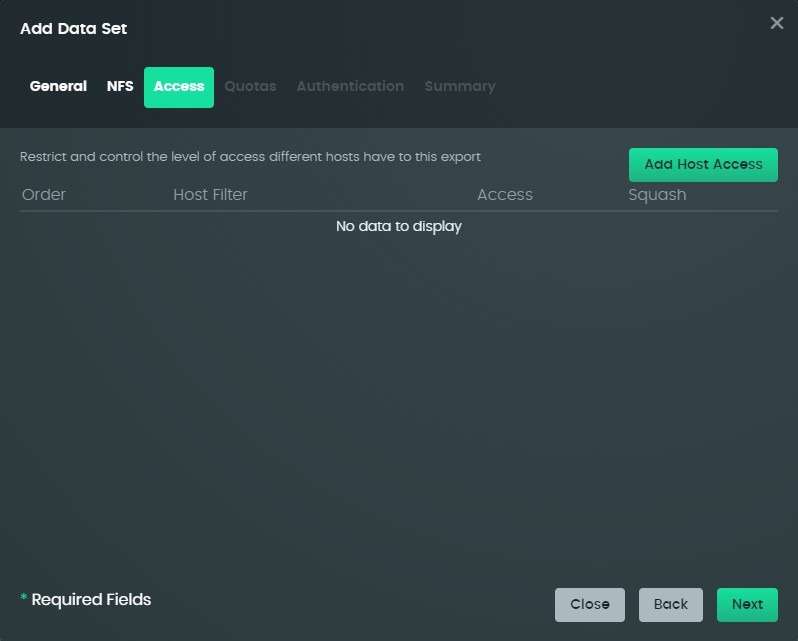 Add Data Set
General NFS Access Quotas Authentication Summary
Restrict and control the level of access different hosts have to this export
Add Host Access
Order Host Filter Access Squash
No data to display
* Required Fields
Close Back Next